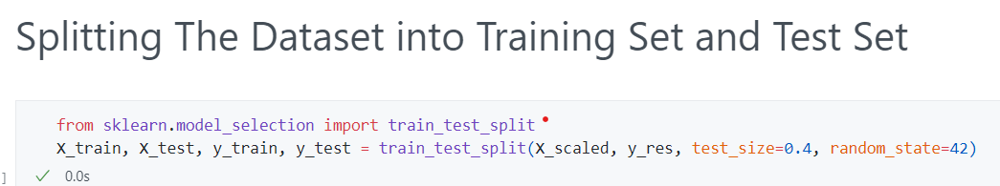 Splitting The Dataset into Training Set and Test Set
from sklearn.model_selection import train_test_split
X_train, X_test, y_train, y_test = train_test_split(X_scaled, y_res, test_size=0.4, random_state=42)
] ✓ 0.0s